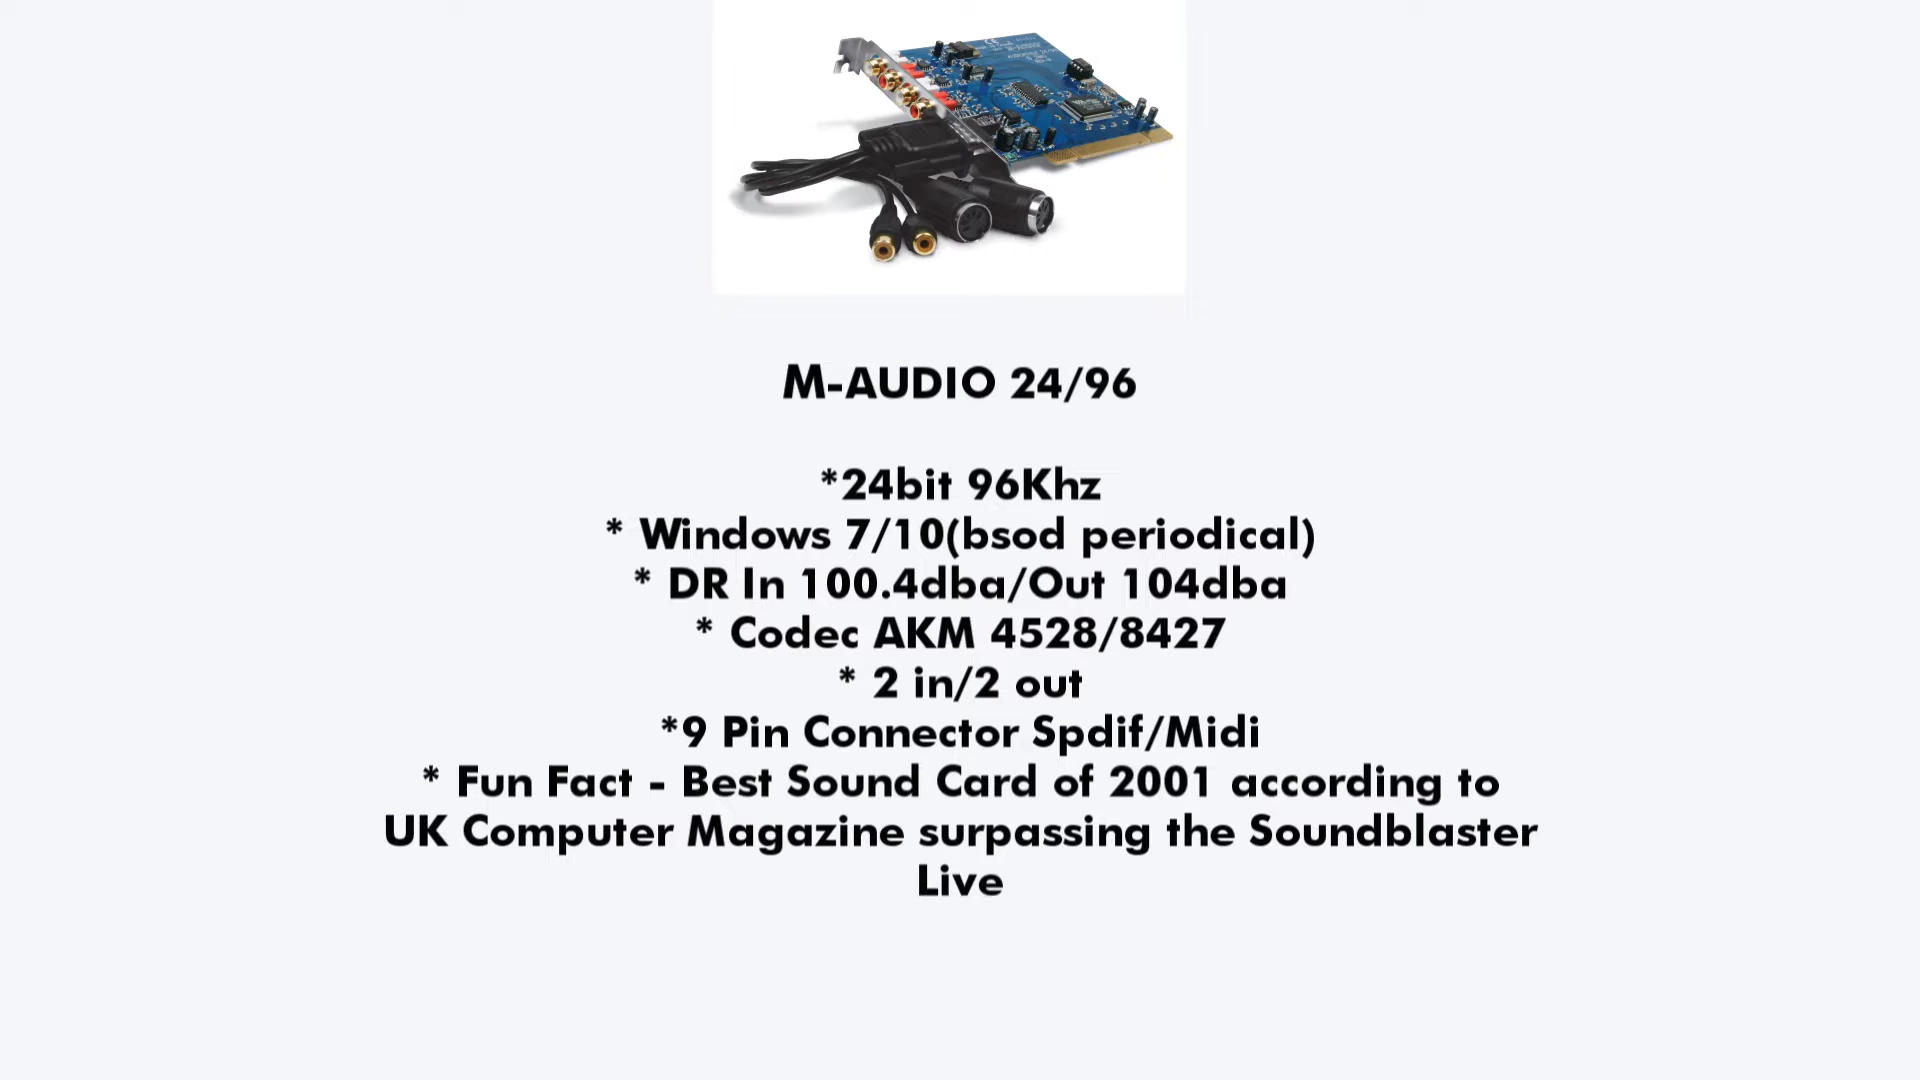 M-AUDIO 24/96
*24bit 96Khz
* Windows 7/10(bsod periodical)
* DR In 100.4dba/Out 104dba
* Codec AKM 4528/8427
* 2 in/2 out
*9 Pin Connector Spdif/Midi
* Fun Fact - Best Sound Card of 2001 according to
UK Computer Magazine surpassing the Soundblaster
Live